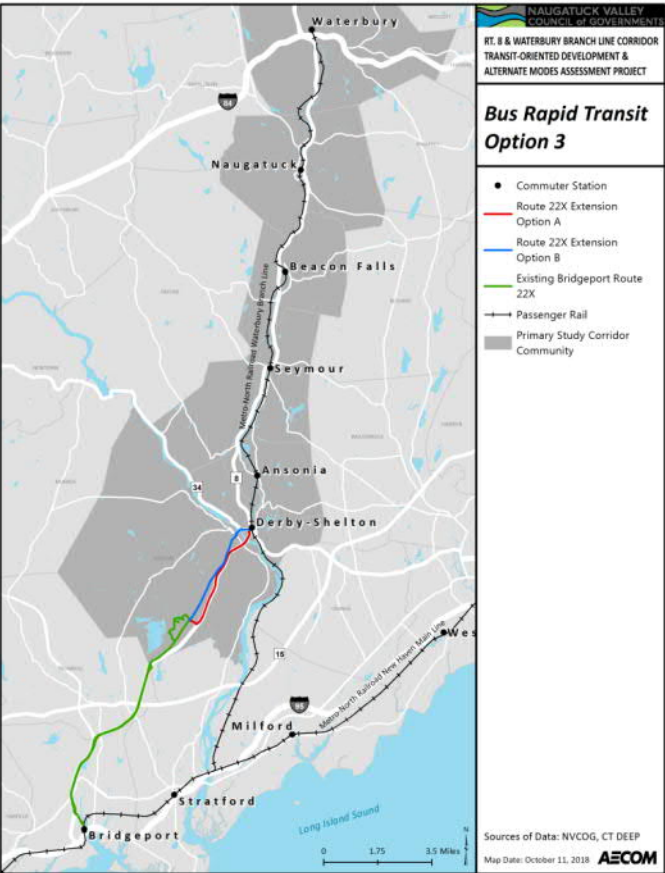 NAUGATUCK VALLEY
COUNCIL of GOVERNMENTS
RT. 8 & WATERBURY BRANCH LINE CORRIDOR
TRANSIT-ORIENTED DEVELOPMENT &
ALTERNATE MODES ASSESSMENT PROJECT
Bus Rapid Transit
Option 3
Commuter Station
Route 22X Extension
Option A
Route 22X Extension
Option B
Existing Bridgeport Route
22X
Passenger Rail
Primary Study Corridor
Community
Waterbury
84
Naugatuck
Beacon Falls
Metro-North Railroad Waterbury Branch Line
Seymour
Ansonia
8
34
Derby-Shelton
15
Wes
Metro-North Railroad New Haven Main Line
95
Milford
Stratford
Bridgeport
Long Island Sound
0 1.75 3.5 Miles
Sources of Data: NVCOG, CT DEEP
Map Date: October 11, 2018 AECOM